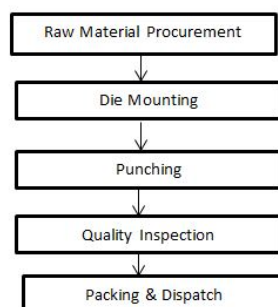 Raw Material Procurement
Die Mounting
Punching
Quality Inspection
Packing & Dispatch